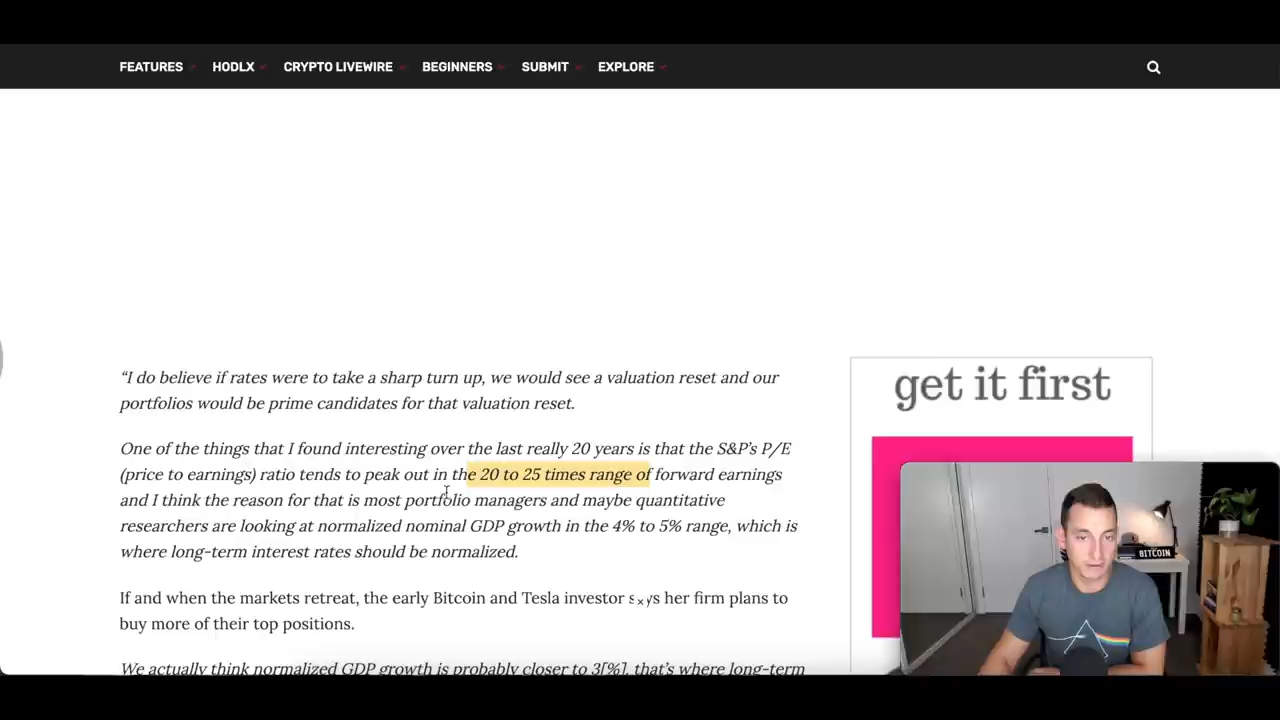 FEATURES HODLX CRYPTO LIVEWIRE BEGINNERS SUBMIT EXPLORE
“I do believe if rates were to take a sharp turn up, we would see a valuation reset and our
portfolios would be prime candidates for that valuation reset.
One of the things that I found interesting over the last really 20 years is that the S&P’s P/E
(price to earnings) ratio tends to peak out in the 20 to 25 times range of forward earnings
and I think the reason for that is most portfolio managers and maybe quantitative
researchers are looking at normalized nominal GDP growth in the 4% to 5% range, which is
where long-term interest rates should be normalized.
If and when the markets retreat, the early Bitcoin and Tesla investor says her firm plans to
buy more of their top positions.
We actually think normalized GDP growth is probably closer to 3[%], that’s where long-term
get it first
BITCOIN